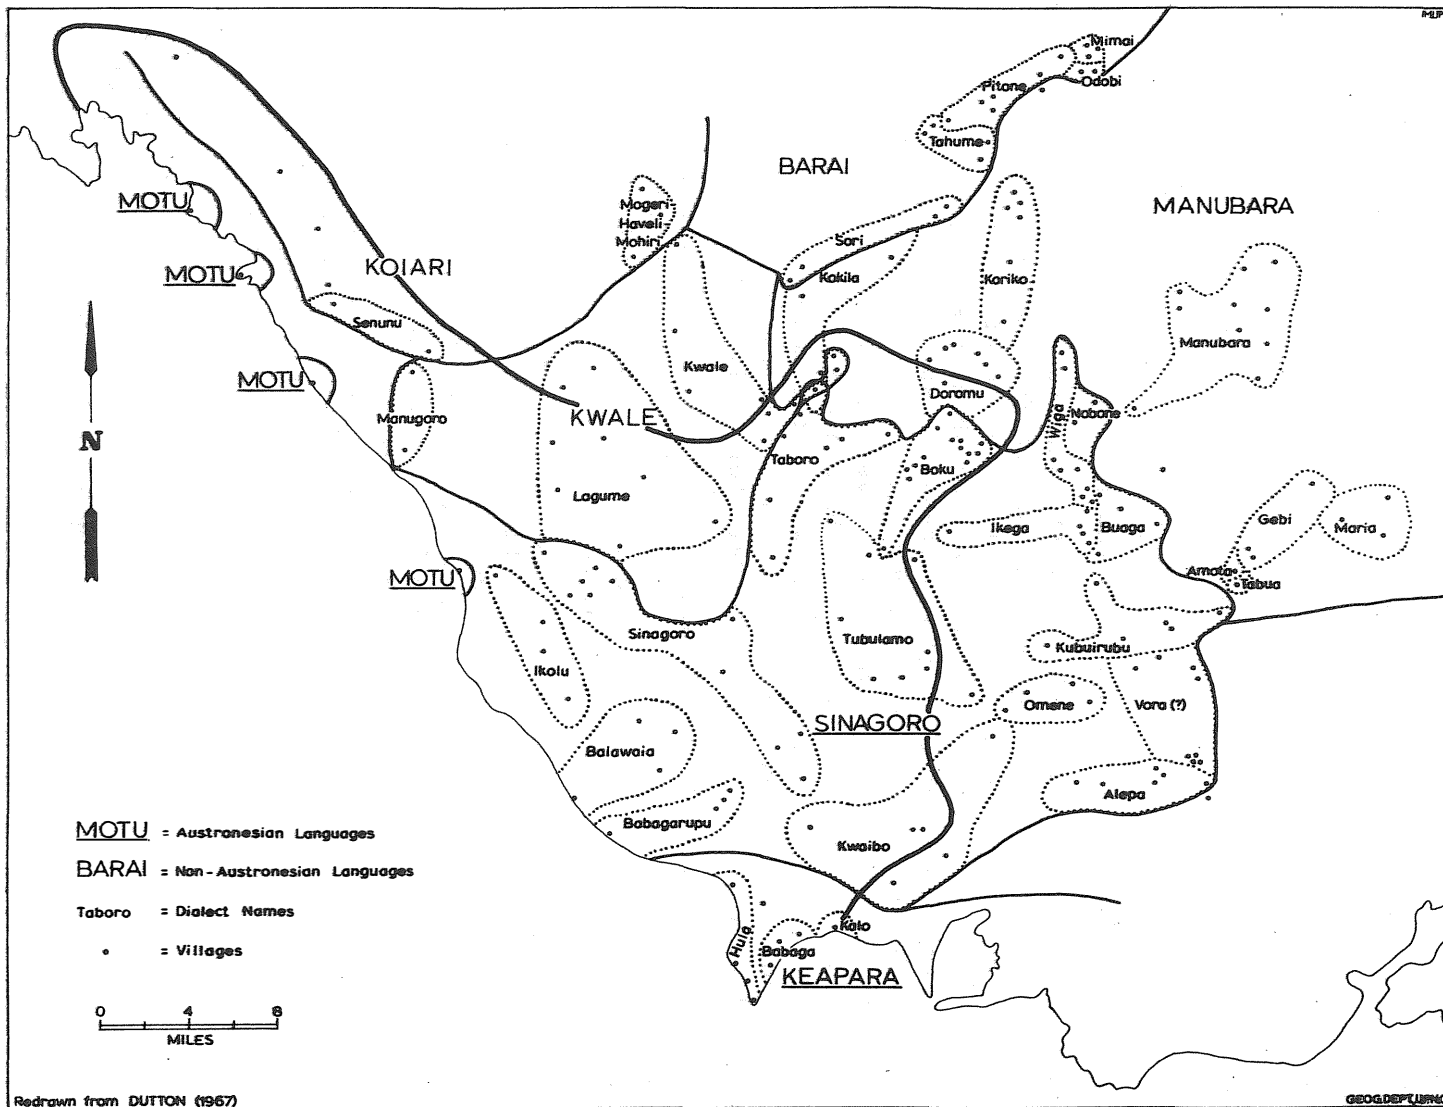 Mimai
Pitone
Odobi
Tahume
BARAI
MOTU
Mogeri
Haveli
Mohiri
MANUBARA
Sori
KOIARI
MOTU
Kokila
Koriko
Senunu
Manubara
MOTU
Kwale
Doromu
Manugoro
KWALE
Wiga
Nobone
N
Taboro
Boku
Lagume
Ikega
Buaga
Gebi
Maria
MOTU
Amota
Tabua
Sinagoro
Tubulamo
Kubuirubu
Ikolu
Omene
Vora (?)
SINAGORO
Balawaia
Alepa
Babagarupu
Kwaibo
MOTU = Austronesian Languages
BARAI = Non-Austronesian Languages
Taboro = Dialect Names
= Villages
Hula
Kalo
Babaga
KEAPARA
0 4 8
MILES
Redrawn from DUTTON (1967)
GEOG.DEPT,UPNG